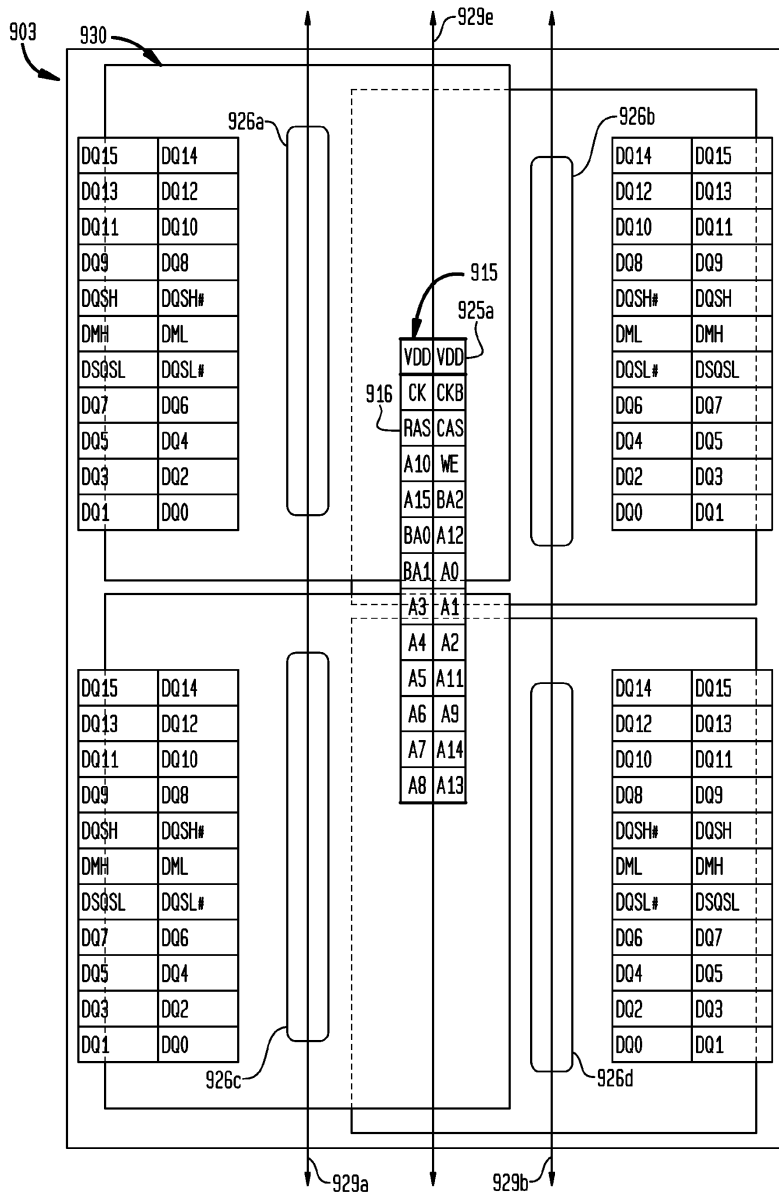 929e
903
930
926a
926b
DQ15 DQ14
DQ13 DQ12
DQ11 DQ10
DQ9 DQ8
DQSH DQSH#
DMH DML
DSQSL DQSL#
DQ7 DQ6
DQ5 DQ4
DQ3 DQ2
DQ1 DQ0
DQ14 DQ15
DQ12 DQ13
DQ10 DQ11
DQ8 DQ9
DQSH# DQSH
DML DMH
DQSL# DSQSL
DQ6 DQ7
DQ4 DQ5
DQ2 DQ3
DQ0 DQ1
915
925a
916
VDD VDD
CK CKB
RAS CAS
A10 WE
A15 BA2
BA0 A12
BA1 A0
A3 A1
A4 A2
A5 A11
A6 A9
A7 A14
A8 A13
DQ15 DQ14
DQ13 DQ12
DQ11 DQ10
DQ9 DQ8
DQSH DQSH#
DMH DML
DSQSL DQSL#
DQ7 DQ6
DQ5 DQ4
DQ3 DQ2
DQ1 DQ0
DQ14 DQ15
DQ12 DQ13
DQ10 DQ11
DQ8 DQ9
DQSH# DQSH
DML DMH
DQSL# DSQSL
DQ6 DQ7
DQ4 DQ5
DQ2 DQ3
DQ0 DQ1
926c
926d
929a
929b